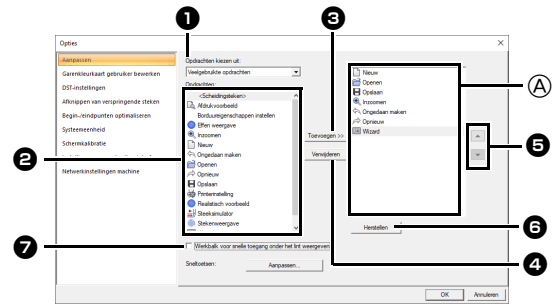 1
3
Opties
Aanpassen
Garenkleurkaart gebruiker bewerken
DST-instellingen
Afknippen van verspringende steken
Begin-/eindpunten optimaliseren
Systeemeenheid
Schermkalibratie
Netwerkinstellingen machine
Opdrachten kiezen uit:
Veelgebruikte opdrachten
Opdrachten:
<Scheidingsteken>
Afdrukvoorbeeld
Borduureigenschappen instellen
Effen weergave
Inzoomen
Nieuw
Ongedaan maken
Openen
Opnieuw
Opslaan
Printerinstelling
Realistisch voorbeeld
Steeksimulator
Stekenweergave
2
Toevoegen >>
Verwijderen
Nieuw
Openen
Opslaan
Inzoomen
Ongedaan maken
Opnieuw
Wizard
A
5
Herstellen
6
4
7
Werkbalk voor snelle toegang onder het lint weergeven
Sneltoetsen:
Aanpassen...
OK
Annuleren